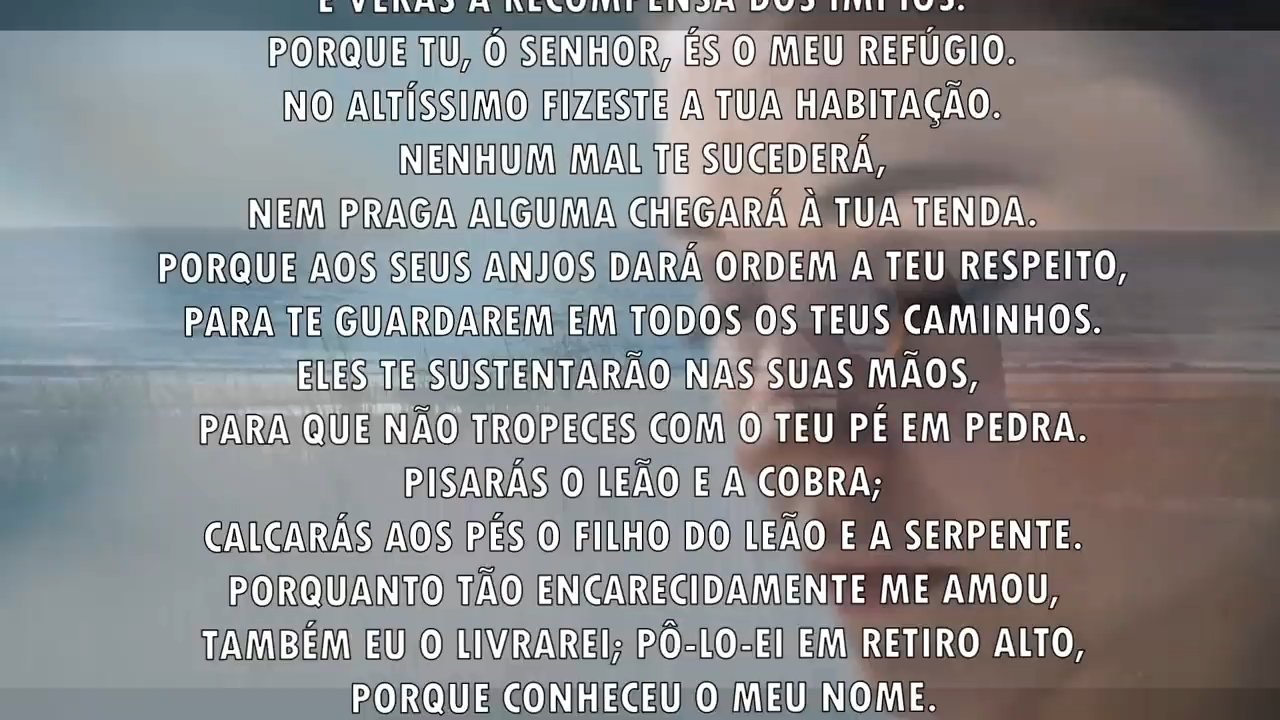 E VERÁS A RECOMPENSA DOS ÍMPIOS.
PORQUE TU, Ó SENHOR, ÉS O MEU REFÚGIO.
NO ALTÍSSIMO FIZESTE A TUA HABITAÇÃO.
NENHUM MAL TE SUCEDERÁ,
NEM PRAGA ALGUMA CHEGARÁ À TUA TENDA.
PORQUE AOS SEUS ANJOS DARÁ ORDEM A TEU RESPEITO,
PARA TE GUARDAREM EM TODOS OS TEUS CAMINHOS.
ELES TE SUSTENTARÃO NAS SUAS MÃOS,
PARA QUE NÃO TROPECES COM O TEU PÉ EM PEDRA.
PISARÁS O LEÃO E A COBRA;
CALCARÁS AOS PÉS O FILHO DO LEÃO E A SERPENTE.
PORQUANTO TÃO ENCARECIDAMENTE ME AMOU,
TAMBÉM EU O LIVRAREI; PÔ-LO-EI EM RETIRO ALTO,
PORQUE CONHECEU O MEU NOME.